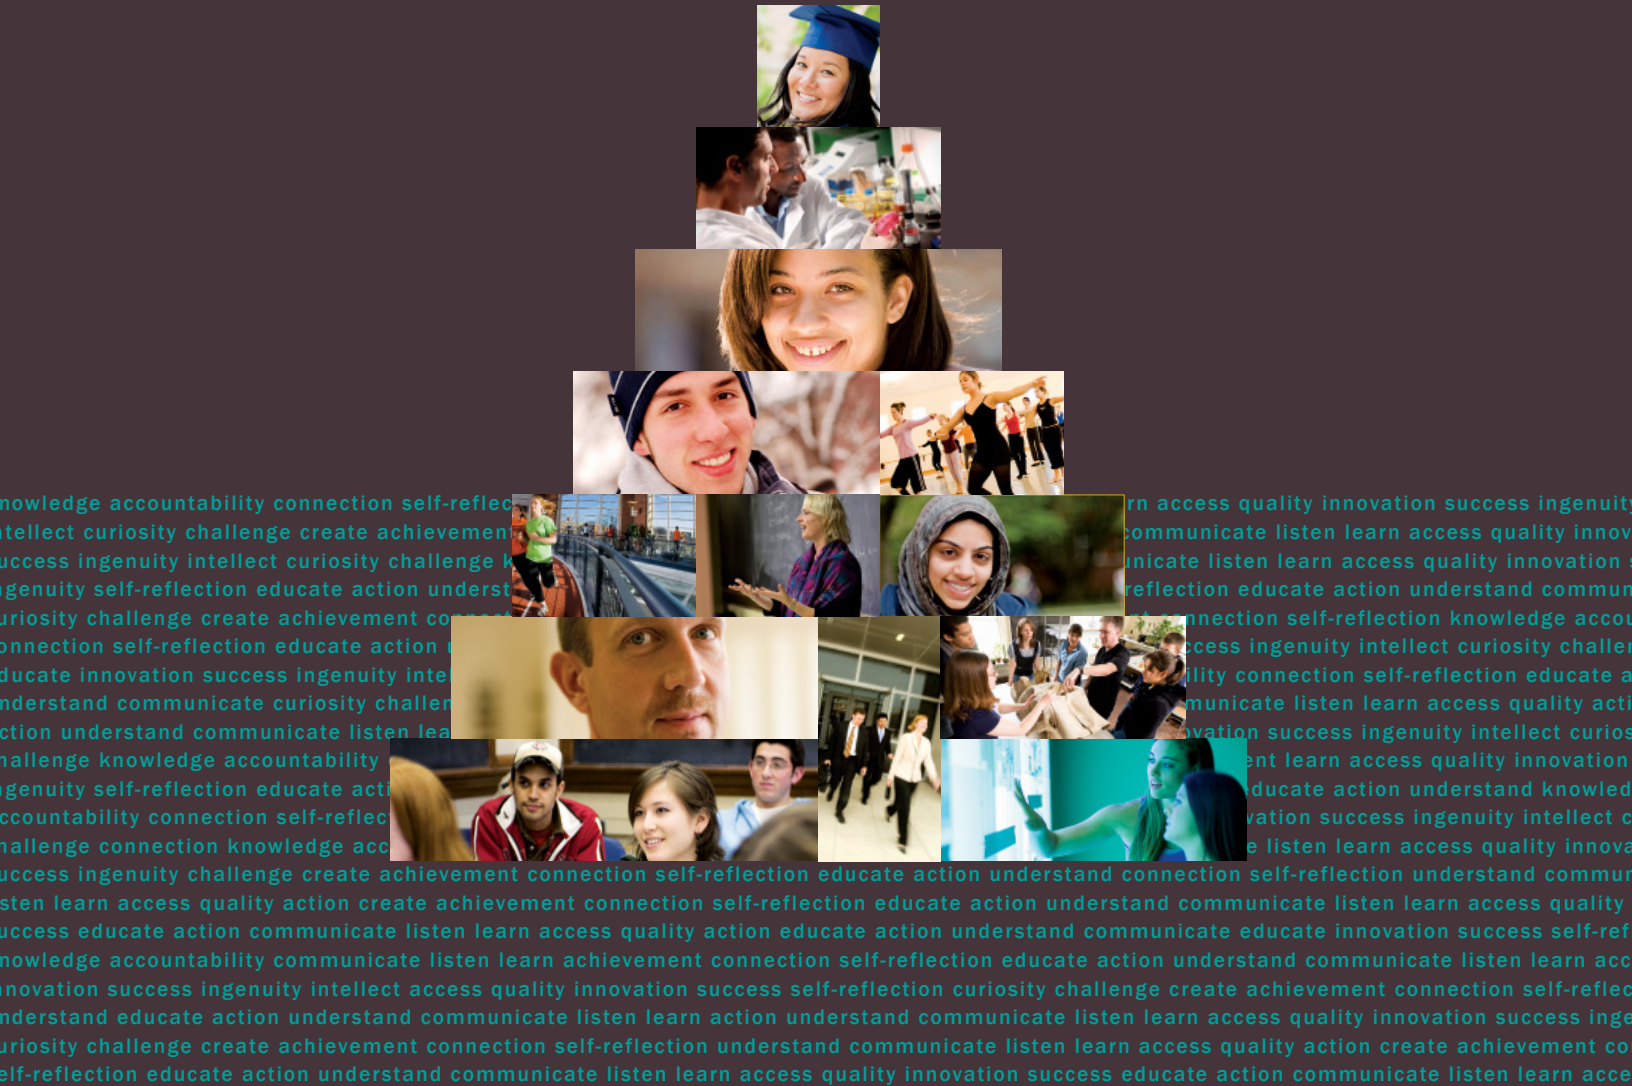 nowledge accountability connection self-reflec rn access quality innovation success ingenuity
ntellect curiosity challenge create achievemen communicate listen learn access quality innov
uccess ingenuity intellect curiosity challenge k unicate listen learn access quality innovation s
ngenuity self-reflection educate action underst reflection educate action understand commun
uriosity challenge create achievement connect connection self-reflection knowledge accou
onnection self-reflection educate action u ccess ingenuity intellect curiosity challen
ducate innovation success ingenuity intel ility connection self-reflection educate a
nderstand communicate curiosity challen municate listen learn access quality acti
ction understand communicate listen lea ovation success ingenuity intellect curios
hallenge knowledge accountability ent learn access quality innovation
ngenuity self-reflection educate acti educate action understand knowled
ccountability connection self-reflec vation success ingenuity intellect c
hallenge connection knowledge acc e listen learn access quality innova
uccess ingenuity challenge create achievement connection self-reflection educate action understand connection self-reflection understand commun
sten learn access quality action create achievement connection self-reflection educate action understand communicate listen learn access quality
uccess educate action communicate listen learn access quality action educate action understand communicate educate innovation success self-ref
nowledge accountability communicate listen learn achievement connection self-reflection educate action understand communicate listen learn acc
nnovation success ingenuity intellect access quality innovation success self-reflection curiosity challenge create achievement connection self-reflec
nderstand educate action understand communicate listen learn action understand communicate listen learn access quality innovation success inge
uriosity challenge create achievement connection self-reflection understand communicate listen learn access quality action create achievement co
elf-reflection educate action understand communicate listen learn access quality innovation success educate action communicate listen learn acce